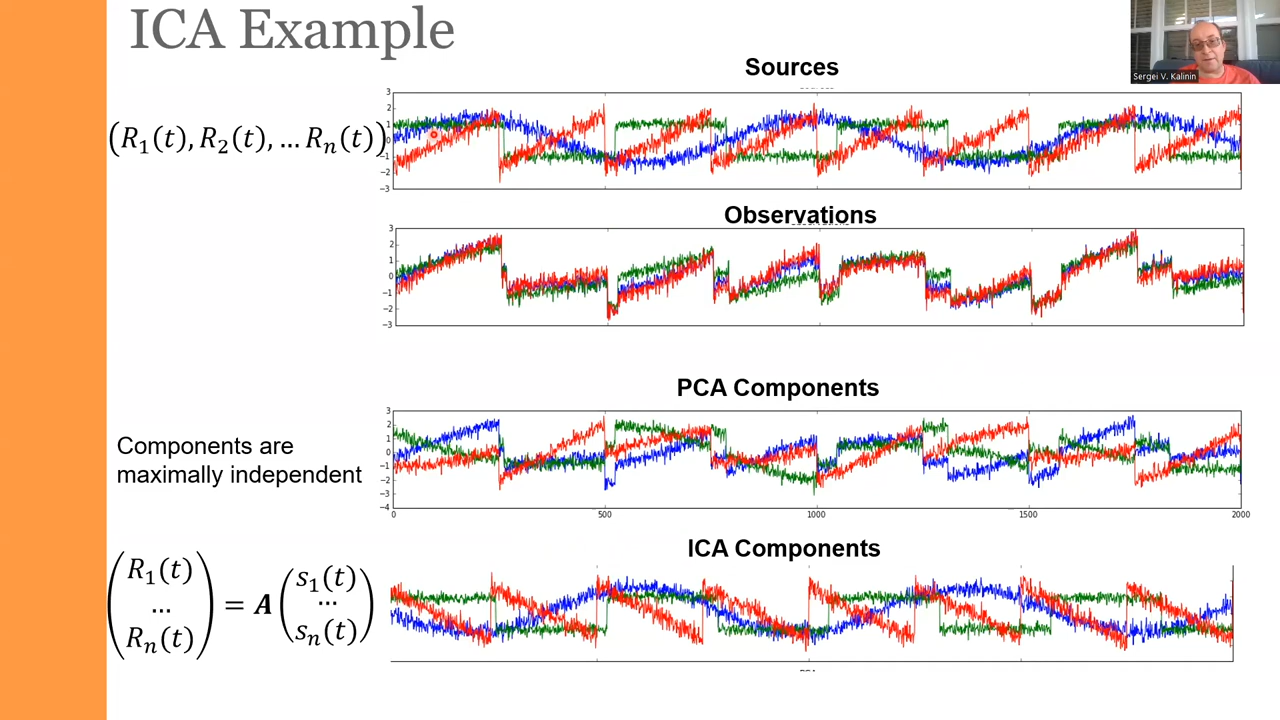 ICA Example
Sergei V. Kalinin
Sources
(R₁(t), R₂(t), … Rₙ(t))
3
2
1
0
−1
−2
−3
Observations
3
2
1
0
−1
−2
−3
PCA Components
3
2
1
0
−1
−2
−3
−4
0 500 1000 1500 2000
Components are
maximally independent
ICA Components
R₁(t) s₁(t)
… = A …
Rₙ(t) sₙ(t)